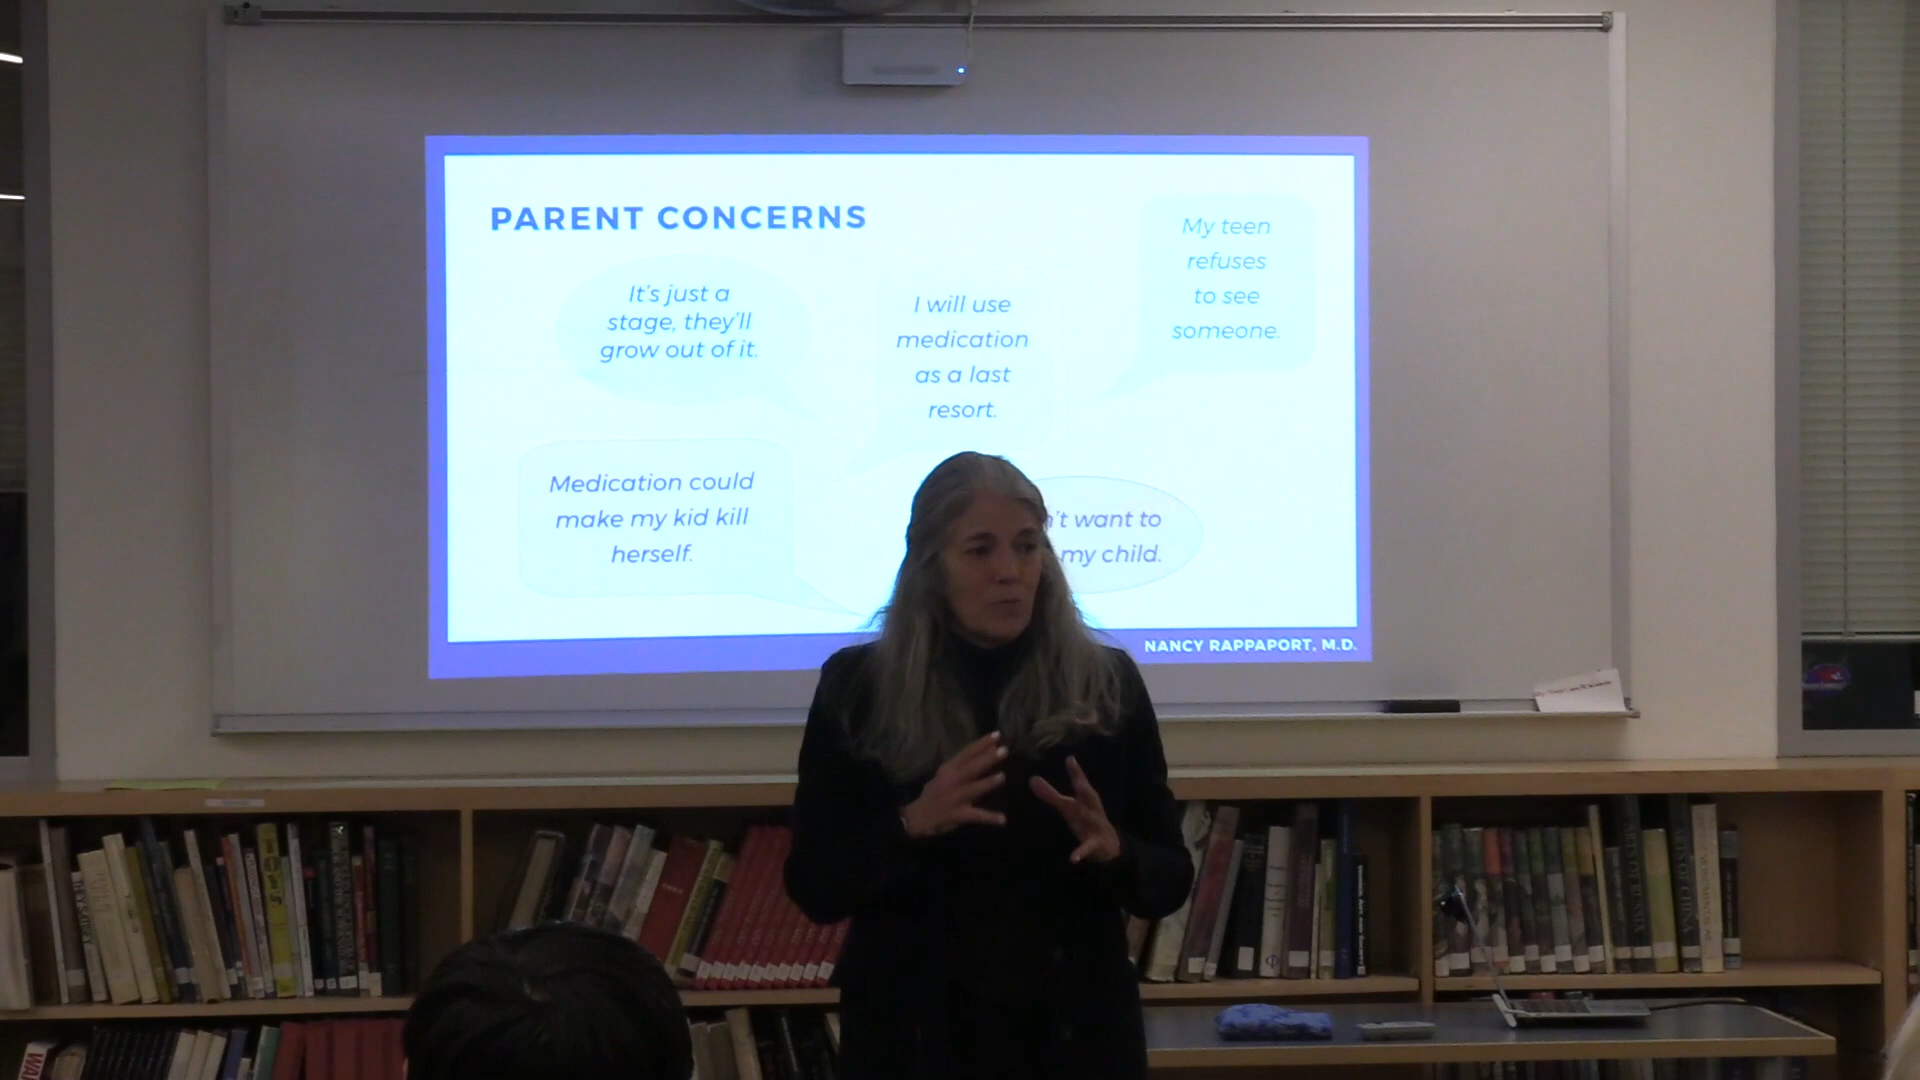 PARENT CONCERNS
It's just a
stage, they'll
grow out of it.
I will use
medication
as a last
resort.
My teen
refuses
to see
someone.
Medication could
make my kid kill
herself.
n't want to
my child.
NANCY RAPPAPORT, M.D.